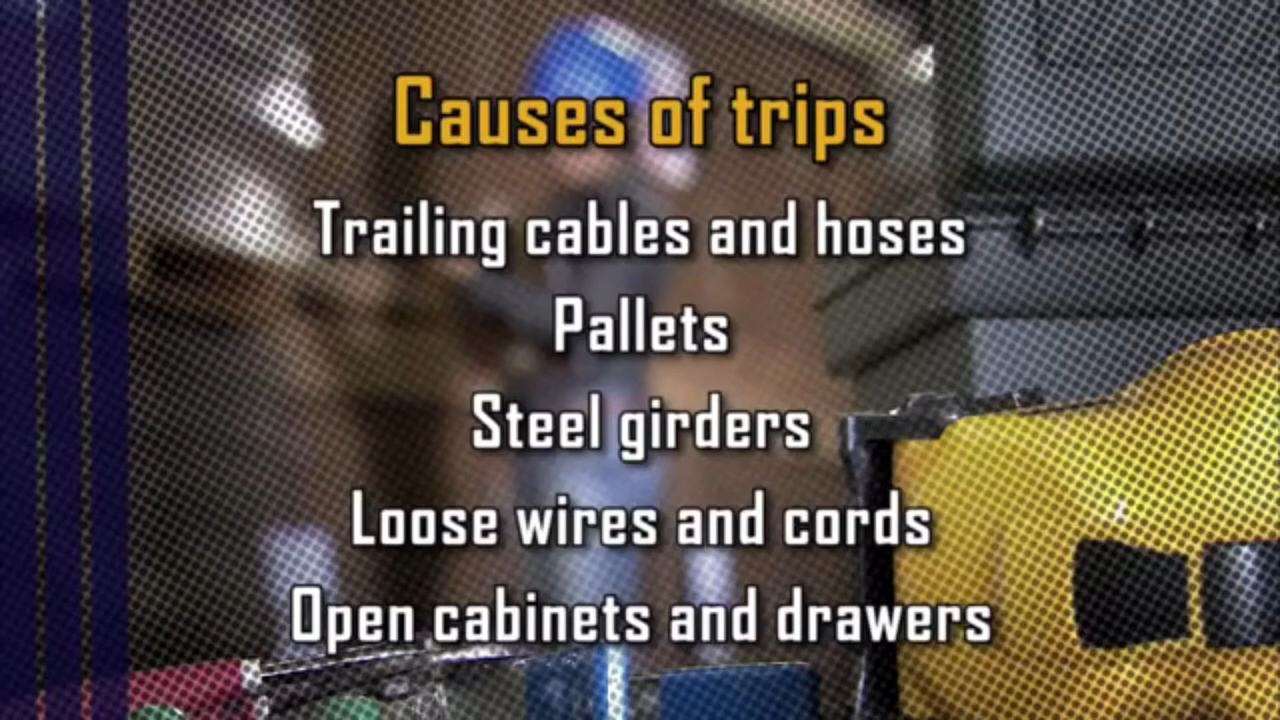 Causes of trips
Trailing cables and hoses
Pallets
Steel girders
Loose wires and cords
Open cabinets and drawers